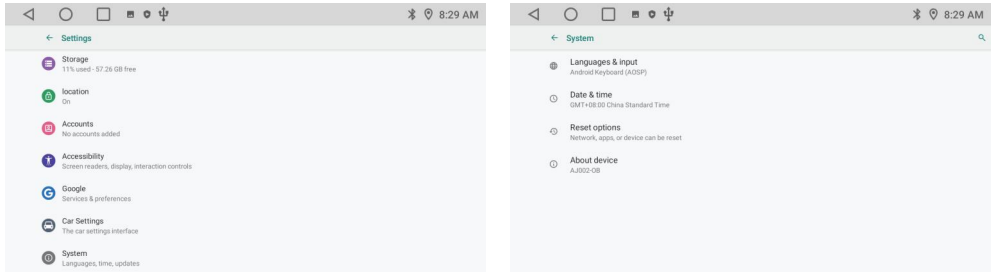 8:29 AM
Settings
Storage
11% used - 57.26 GB free
location
On
Accounts
No accounts added
Accessibility
Screen readers, display, interaction controls
Google
Services & preferences
Car Settings
The car settings interface
System
Languages, time, updates
8:29 AM
System
Languages & input
Android Keyboard (AOSP)
Date & time
GMT+08:00 China Standard Time
Reset options
Network, apps, or device can be reset
About device
AJ002-OB